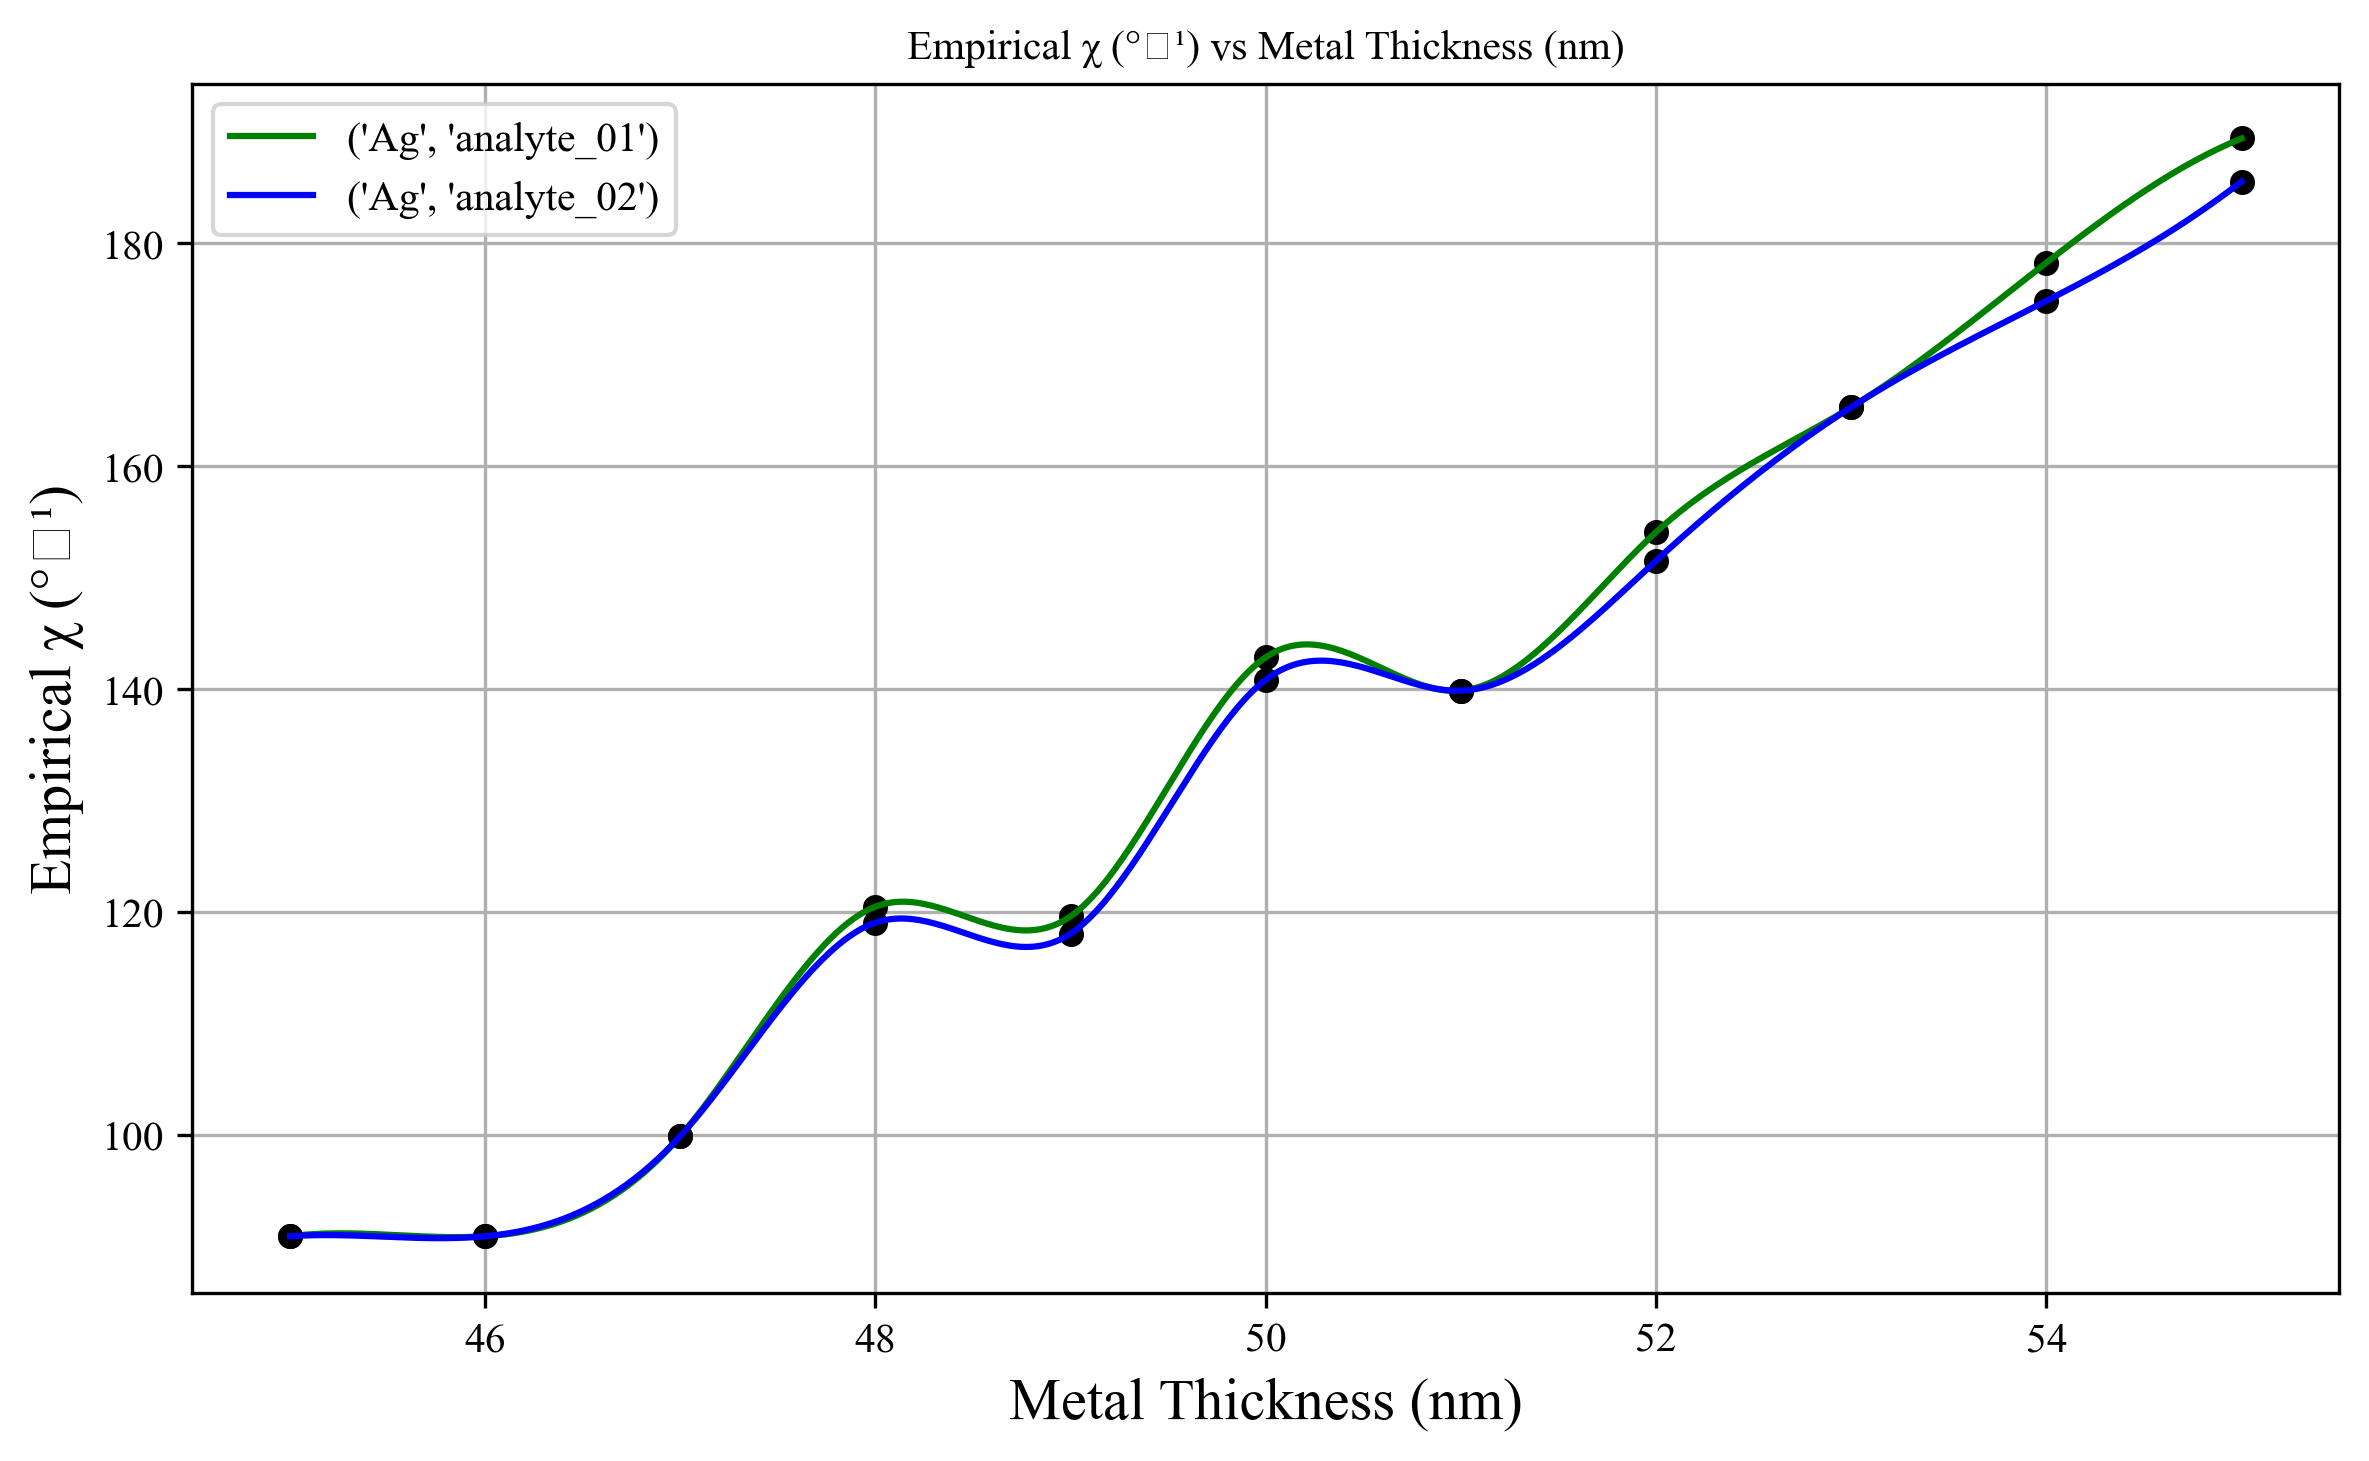 Empirical χ (°□¹) vs Metal Thickness (nm)
('Ag', 'analyte_01')
('Ag', 'analyte_02')
180
160
140
120
100
Empirical χ (°□¹)
46
48
50
52
54
Metal Thickness (nm)